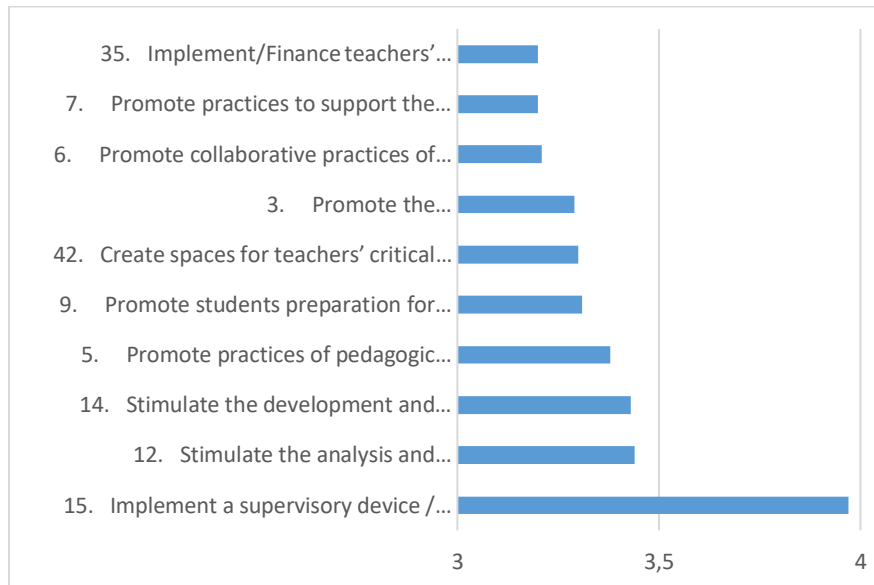 35. Implement/Finance teachers’...
7. Promote practices to support the...
6. Promote collaborative practices of...
3. Promote the...
42. Create spaces for teachers’ critical...
9. Promote students preparation for...
5. Promote practices of pedagogic...
14. Stimulate the development and...
12. Stimulate the analysis and...
15. Implement a supervisory device /...
3 3,5 4